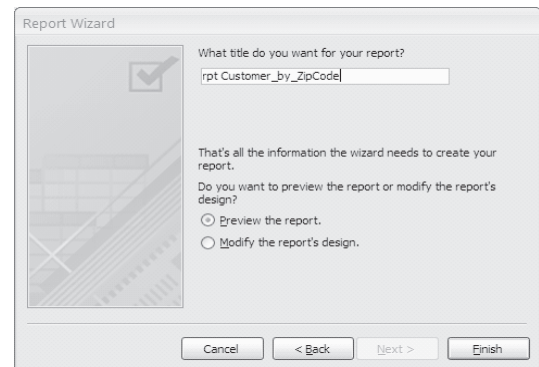 Report Wizard
What title do you want for your report?
rpt Customer_by_ZipCode
That's all the information the wizard needs to create your
report.
Do you want to preview the report or modify the report's
design?
Preview the report.
Modify the report's design.
Cancel
< Back
Next >
Finish